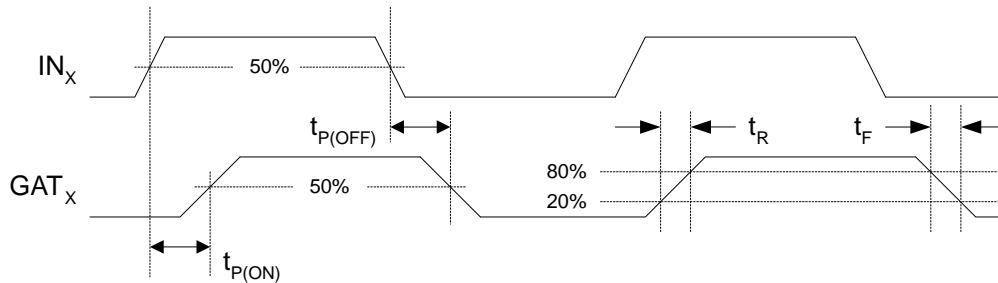 IN_X
50%
t_P(OFF)
t_R
t_F
GAT_X
50%
80%
20%
t_P(ON)